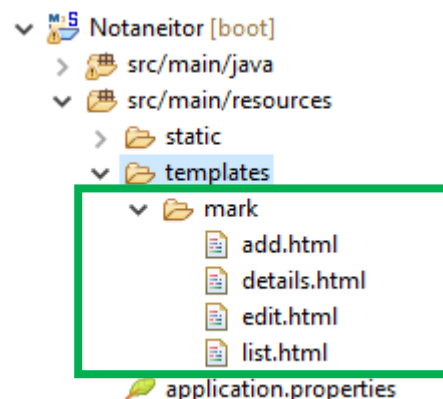 Notaneitor [boot]
src/main/java
src/main/resources
static
templates
mark
add.html
details.html
edit.html
list.html
application.properties